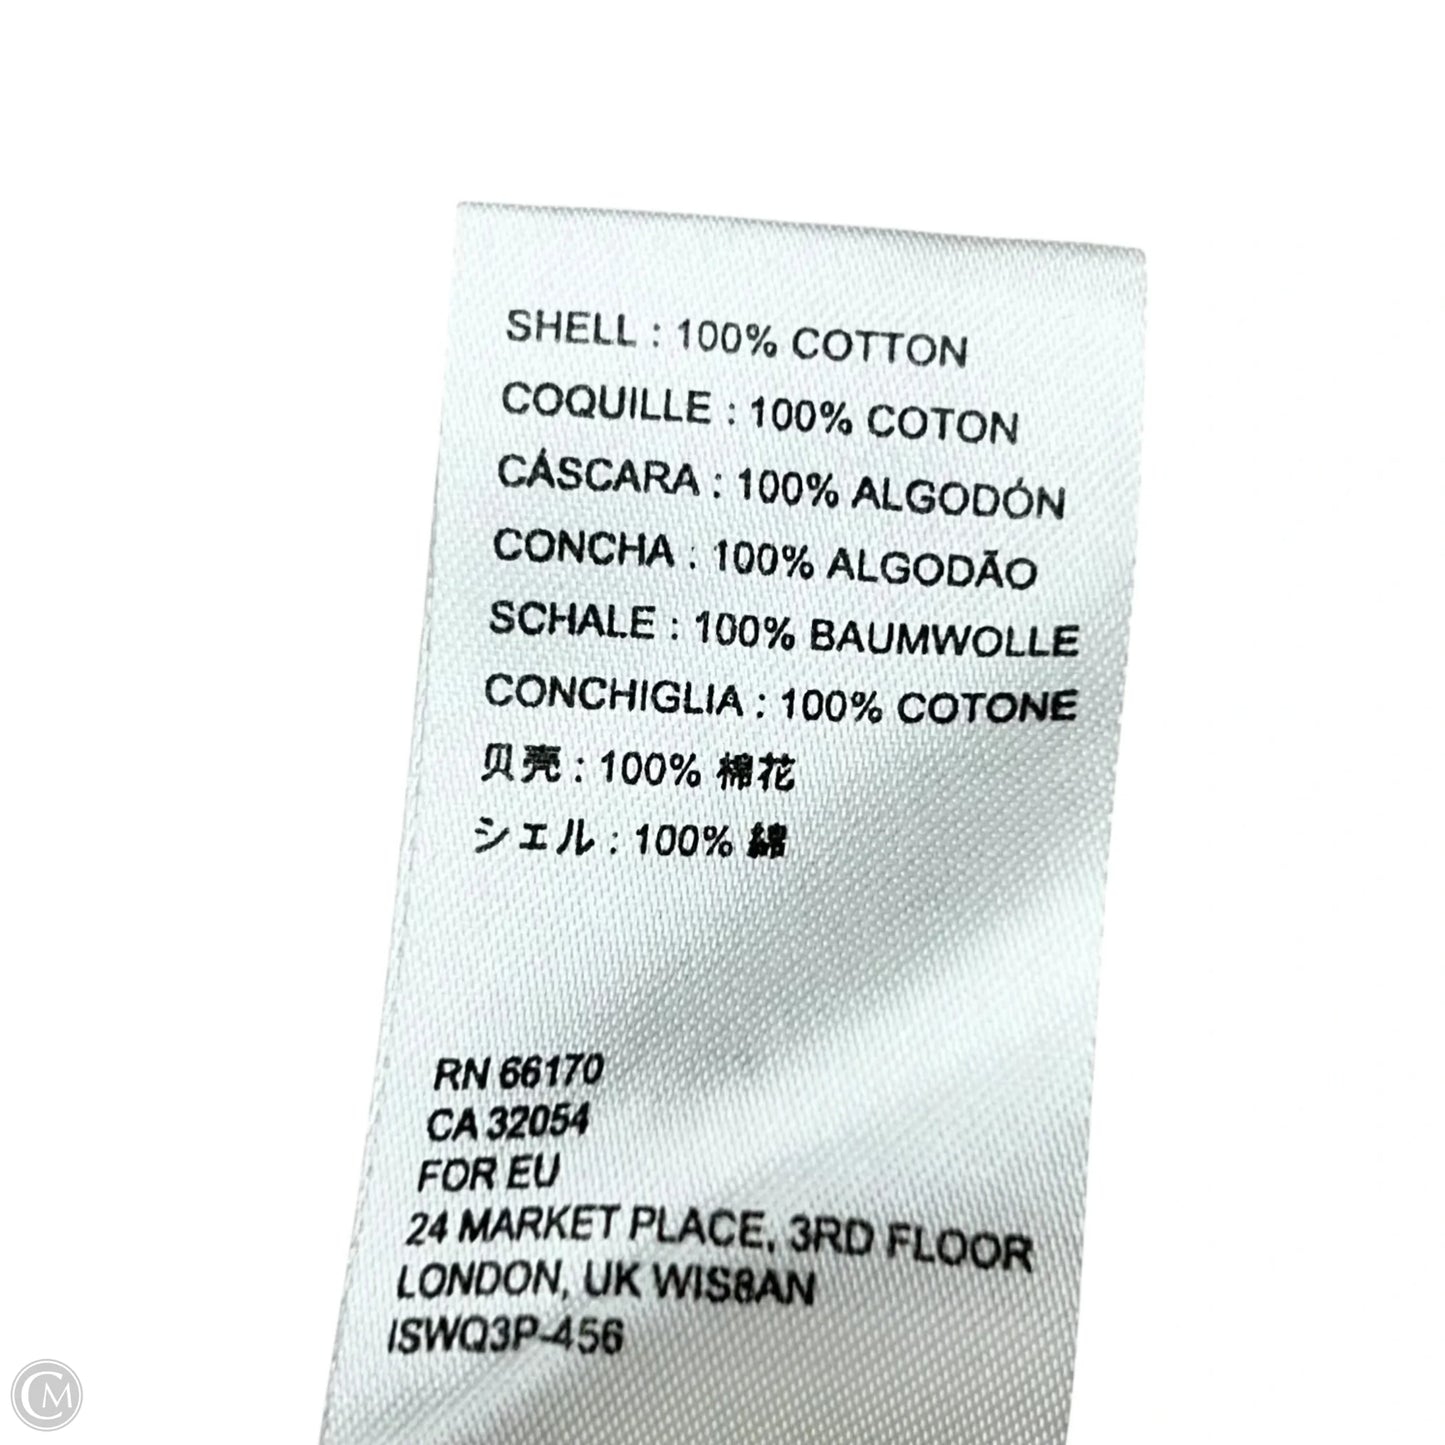 SHELL : 100% COTTON
COQUILLE : 100% COTON
CÁSCARA : 100% ALGODÓN
CONCHA : 100% ALGODÃO
SCHALE : 100% BAUMWOLLE
CONCHIGLIA : 100% COTONE
贝壳 : 100% 棉花
シェル : 100% 綿
RN 66170
CA 32054
FOR EU
24 MARKET PLACE, 3RD FLOOR
LONDON, UK WIS8AN
ISWQ3P-456
CM